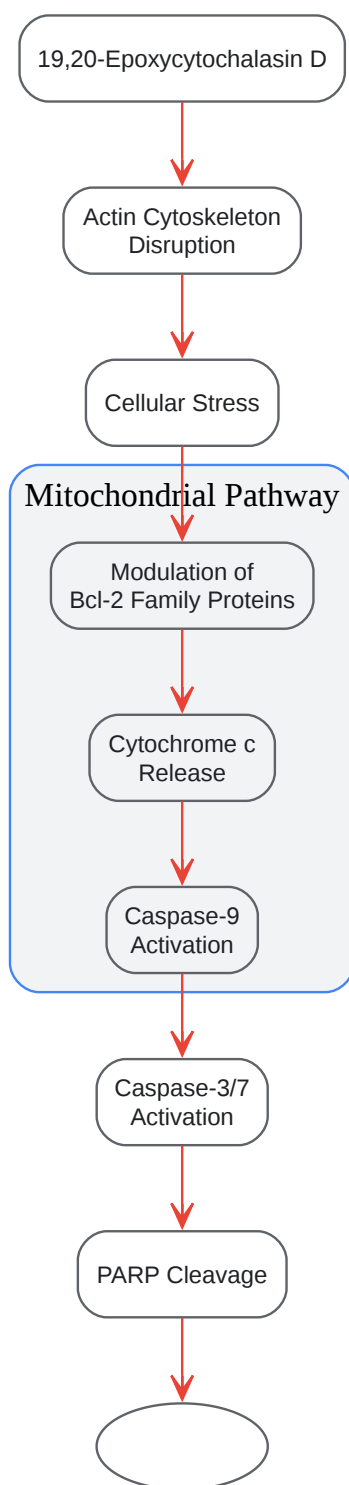 19,20-Epoxycytochalasin D
Actin Cytoskeleton
Disruption
Cellular Stress
Mitochondrial Pathway
Modulation of
Bcl-2 Family Proteins
Cytochrome c
Release
Caspase-9
Activation
Caspase-3/7
Activation
PARP Cleavage